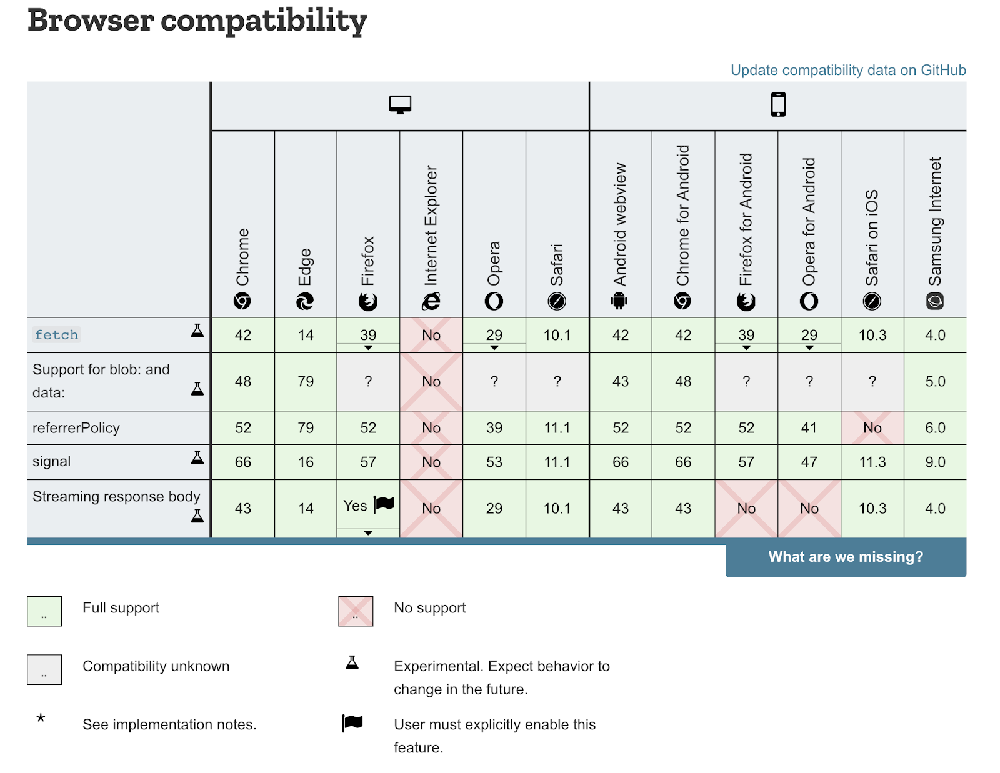 Browser compatibility
Update compatibility data on GitHub
Chrome
Edge
Firefox
Internet Explorer
Opera
Safari
Android webview
Chrome for Android
Firefox for Android
Opera for Android
Safari on iOS
Samsung Internet
fetch 42 14 39 No 29 10.1 42 42 39 29 10.3 4.0
Support for blob: and
data: 48 79 ? No ? ? 43 48 ? ? ? 5.0
referrerPolicy 52 79 52 No 39 11.1 52 52 52 41 No 6.0
signal 66 16 57 No 53 11.1 66 66 57 47 11.3 9.0
Streaming response body 43 14 Yes No 29 10.1 43 43 No No 10.3 4.0
What are we missing?
.. Full support
.. No support
.. Compatibility unknown
Experimental. Expect behavior to
change in the future.
* See implementation notes.
User must explicitly enable this
feature.